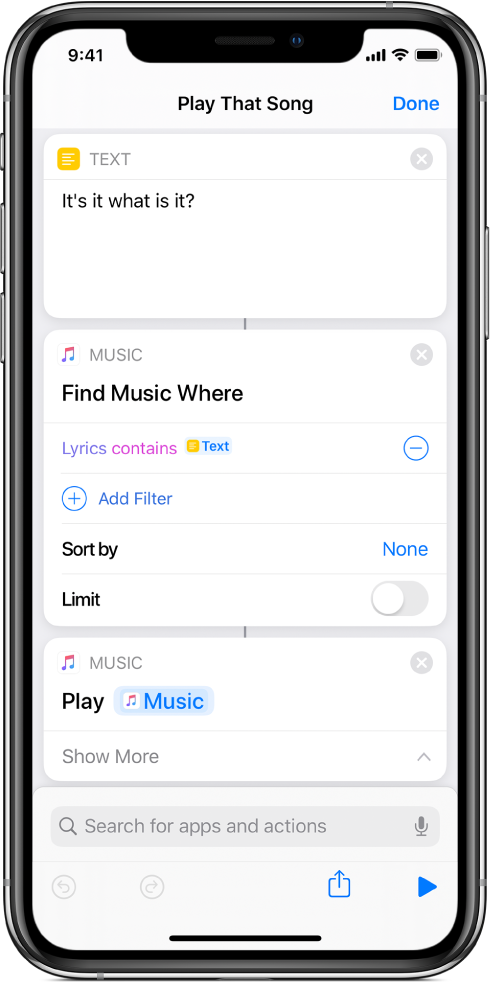 9:41
Play That Song
Done
TEXT
It's it what is it?
MUSIC
Find Music Where
Lyrics contains Text
Add Filter
Sort by None
Limit
MUSIC
Play Music
Show More
Search for apps and actions